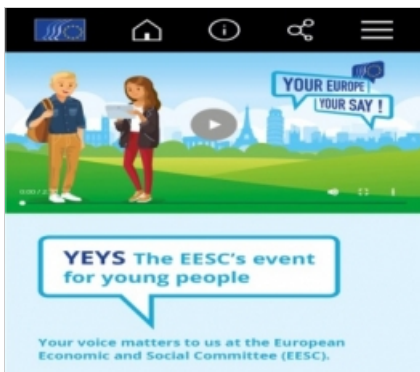 YOUR EUROPE
YOUR SAY !
YEYS The EESC's event
for young people
Your voice matters to us at the European
Economic and Social Committee (EESC).